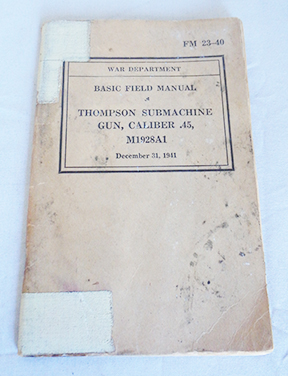 FM 23-40
WAR DEPARTMENT
BASIC FIELD MANUAL
THOMPSON SUBMACHINE
GUN, CALIBER .45,
M1928A1
December 31, 1941